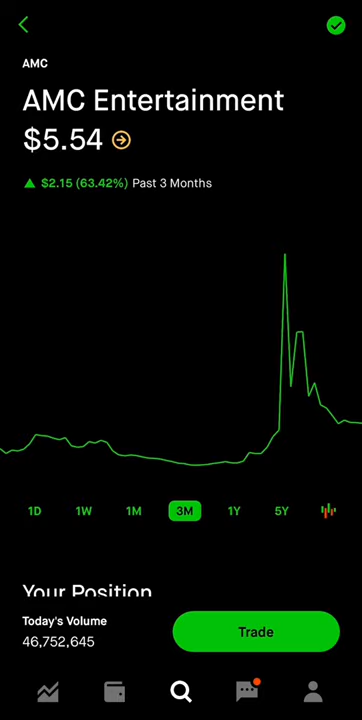 AMC
AMC Entertainment
$5.54
$2.15 (63.42%) Past 3 Months
1D 1W 1M 3M 1Y 5Y
Your Position
Today's Volume
46,752,645
Trade